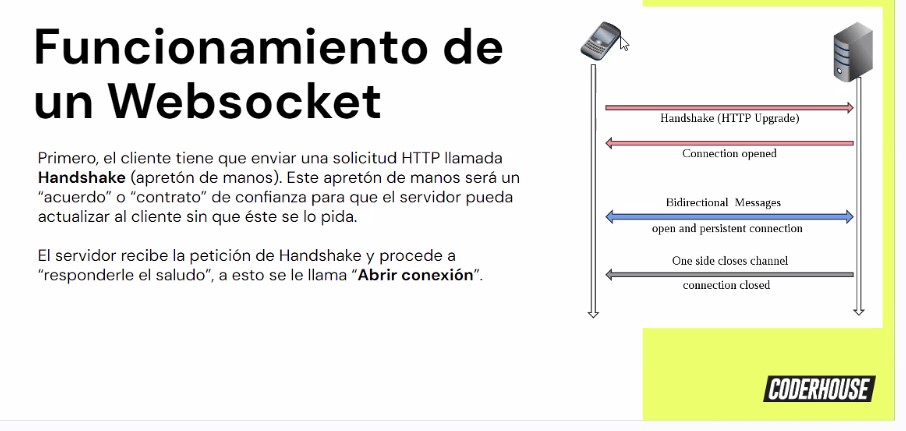 Funcionamiento de
un Websocket
Primero, el cliente tiene que enviar una solicitud HTTP llamada
Handshake (apretón de manos). Este apretón de manos será un
“acuerdo” o “contrato” de confianza para que el servidor pueda
actualizar al cliente sin que éste se lo pida.
El servidor recibe la petición de Handshake y procede a
“responderle el saludo”, a esto se le llama “Abrir conexión”.
Handshake (HTTP Upgrade)
Connection opened
Bidirectional Messages
open and persistent connection
One side closes channel
connection closed
CODERHOUSE